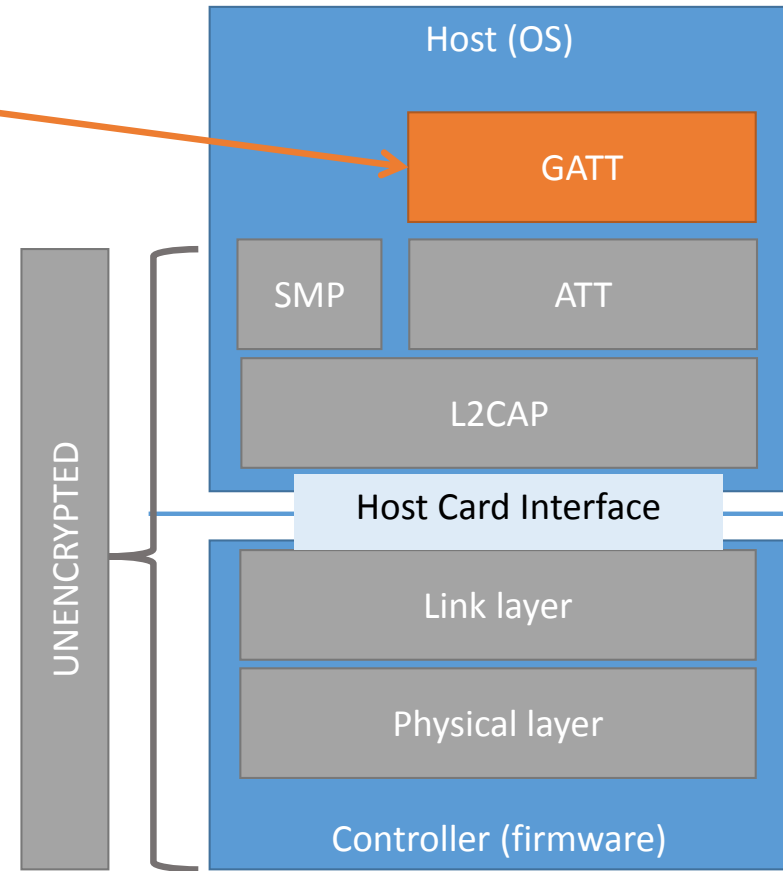 Host (OS)
GATT
SMP
ATT
L2CAP
UNENCRYPTED
Host Card Interface
Link layer
Physical layer
Controller (firmware)